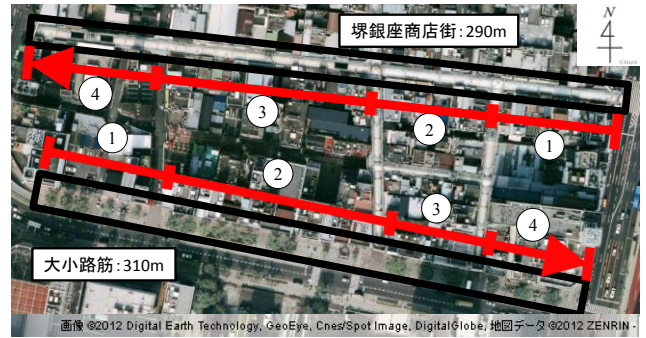 堺銀座商店街：290m
N
④
③
②
①
①
②
③
④
大小路筋：310m
画像 ©2012 Digital Earth Technology, GeoEye, Cnes/Spot Image, DigitalGlobe, 地図データ ©2012 ZENRIN -